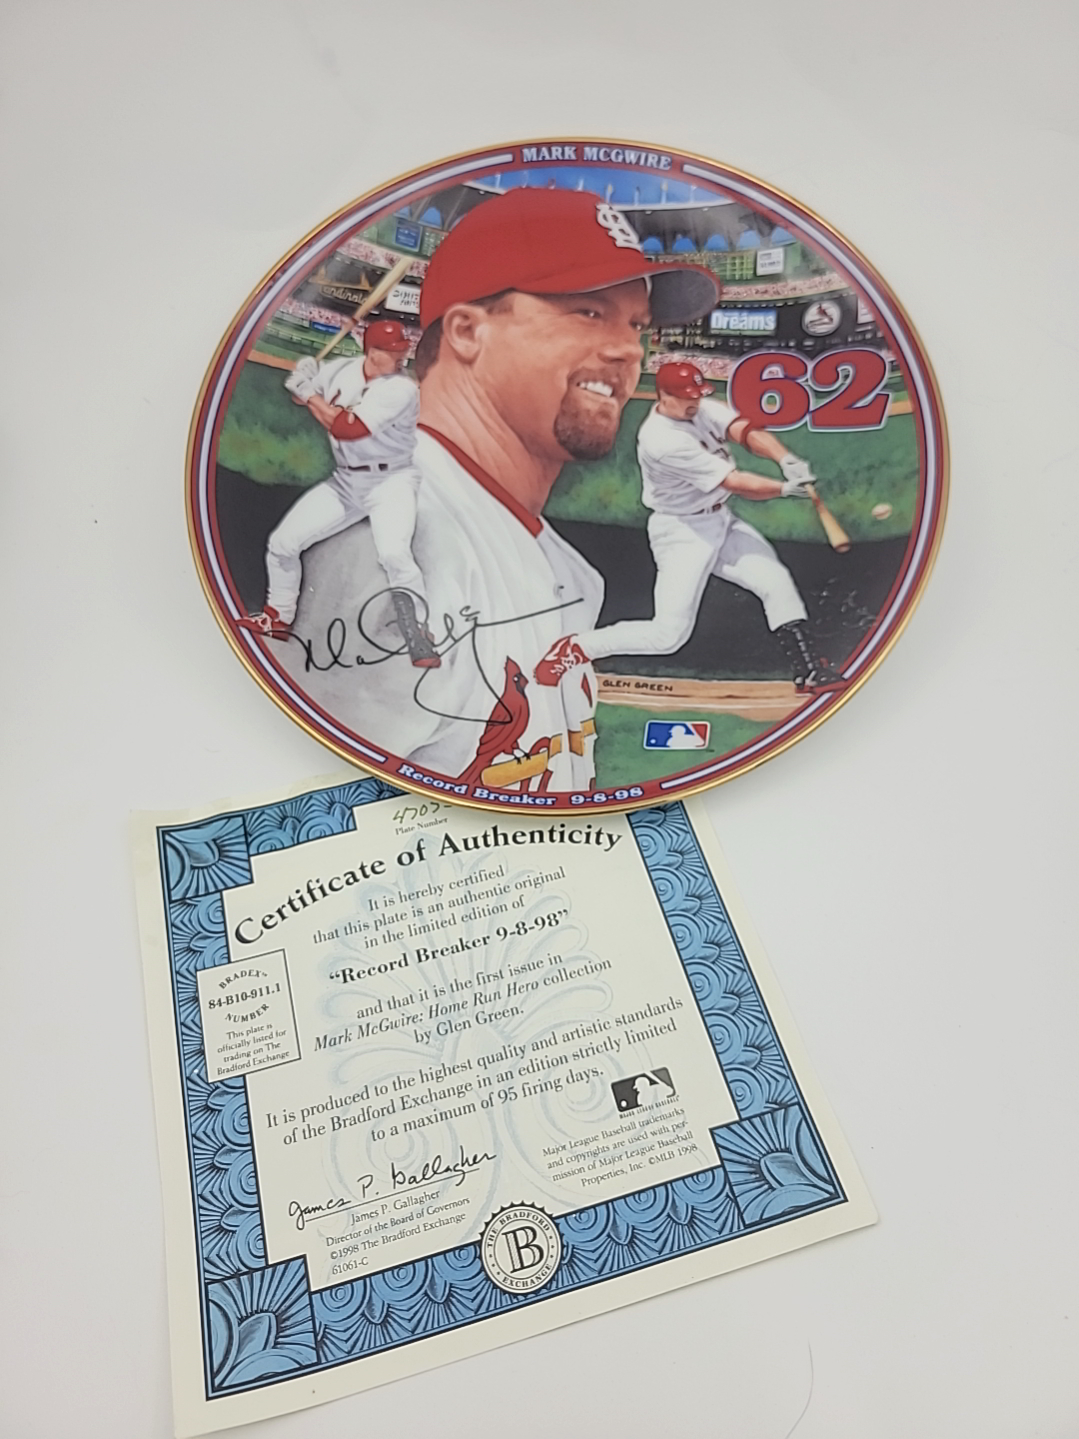 MARK MCGWIRE
Cardinals
Dreams
62
GLEN GREEN
Record Breaker 9-8-98
Plate Number
Certificate of Authenticity
It is hereby certified
that this plate is an authentic original
in the limited edition of
“Record Breaker 9-8-98”
and that it is the first issue in
Mark McGwire: Home Run Hero collection
by Glen Green.
BRADEX
84-B10-911.1
NUMBER
This plate is
officially listed for
trading on The
Bradford Exchange
It is produced to the highest quality and artistic standards
of the Bradford Exchange in an edition strictly limited
to a maximum of 95 firing days.
James P. Gallagher
James P. Gallagher
Director of the Board of Governors
©1998 The Bradford Exchange
61061-C
Major League Baseball trademarks
and copyrights are used with per-
mission of Major League Baseball
Properties, Inc. ©MLB 1998
THE BRADFORD
B
EXCHANGE